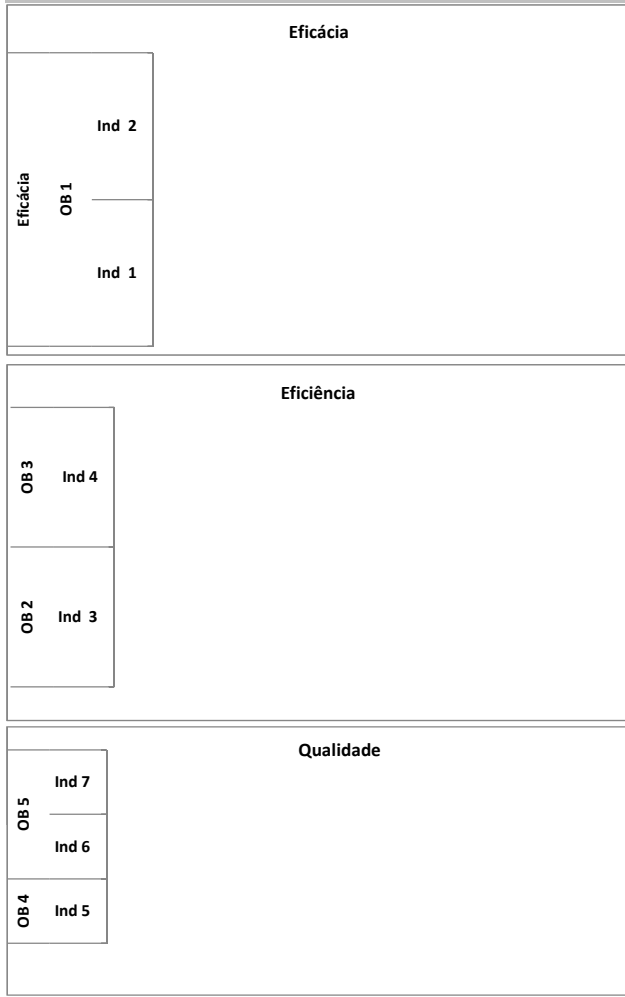 Eficácia
Ind  2
Eficácia
OB 1
Ind  1
Eficiência
OB 3
Ind 4
OB 2
Ind  3
Qualidade
Ind 7
OB 5
Ind 6
OB 4
Ind 5